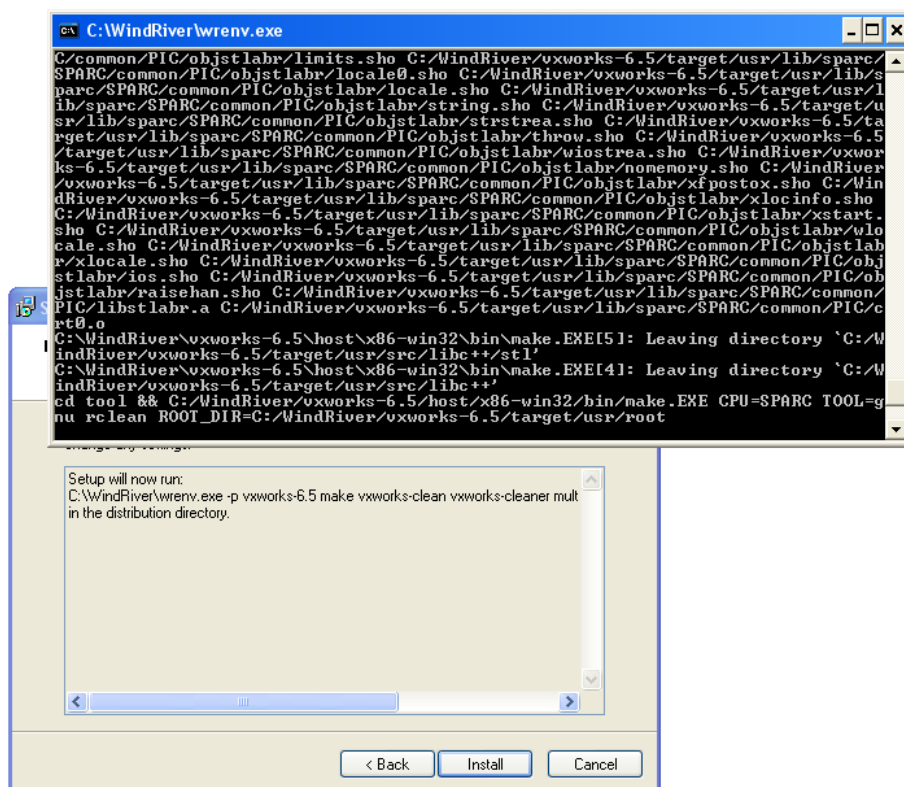 C:\WindRiver\wrenv.exe
C/common/PIC/objstlabr/limits.sho C:/WindRiver/vxworks-6.5/target/usr/lib/sparc/
SPARC/common/PIC/objstlabr/locale0.sho C:/WindRiver/vxworks-6.5/target/usr/lib/s
parc/SPARC/common/PIC/objstlabr/locale.sho C:/WindRiver/vxworks-6.5/target/usr/l
ib/sparc/SPARC/common/PIC/objstlabr/string.sho C:/WindRiver/vxworks-6.5/target/u
sr/lib/sparc/SPARC/common/PIC/objstlabr/strstrea.sho C:/WindRiver/vxworks-6.5/ta
rget/usr/lib/sparc/SPARC/common/PIC/objstlabr/throw.sho C:/WindRiver/vxworks-6.5
/target/usr/lib/sparc/SPARC/common/PIC/objstlabr/wiostrea.sho C:/WindRiver/vxwor
ks-6.5/target/usr/lib/sparc/SPARC/common/PIC/objstlabr/nomemory.sho C:/WindRiver
/vxworks-6.5/target/usr/lib/sparc/SPARC/common/PIC/objstlabr/xfpostox.sho C:/Win
dRiver/vxworks-6.5/target/usr/lib/sparc/SPARC/common/PIC/objstlabr/xlocinfo.sho
C:/WindRiver/vxworks-6.5/target/usr/lib/sparc/SPARC/common/PIC/objstlabr/xstart.
sho C:/WindRiver/vxworks-6.5/target/usr/lib/sparc/SPARC/common/PIC/objstlabr/wlo
cale.sho C:/WindRiver/vxworks-6.5/target/usr/lib/sparc/SPARC/common/PIC/objstlab
r/xlocale.sho C:/WindRiver/vxworks-6.5/target/usr/lib/sparc/SPARC/common/PIC/obj
stlabr/ios.sho C:/WindRiver/vxworks-6.5/target/usr/lib/sparc/SPARC/common/PIC/ob
jstlabr/raisehan.sho C:/WindRiver/vxworks-6.5/target/usr/lib/sparc/SPARC/common/
PIC/libstlabr.a C:/WindRiver/vxworks-6.5/target/usr/lib/sparc/SPARC/common/PIC/c
rt0.o
C:\WindRiver\vxworks-6.5\host\x86-win32\bin\make.EXE[5]: Leaving directory `C:/W
indRiver/vxworks-6.5/target/usr/src/libc++/stl'
C:\WindRiver\vxworks-6.5\host\x86-win32\bin\make.EXE[4]: Leaving directory `C:/W
indRiver/vxworks-6.5/target/usr/src/libc++'
cd tool && C:/WindRiver/vxworks-6.5/host/x86-win32/bin/make.EXE CPU=SPARC TOOL=g
nu rclean ROOT_DIR=C:/WindRiver/vxworks-6.5/target/usr/root
Setup will now run:
C:\WindRiver\wrenv.exe -p vxworks-6.5 make vxworks-clean vxworks-cleaner mult
in the distribution directory.
< Back
Install
Cancel